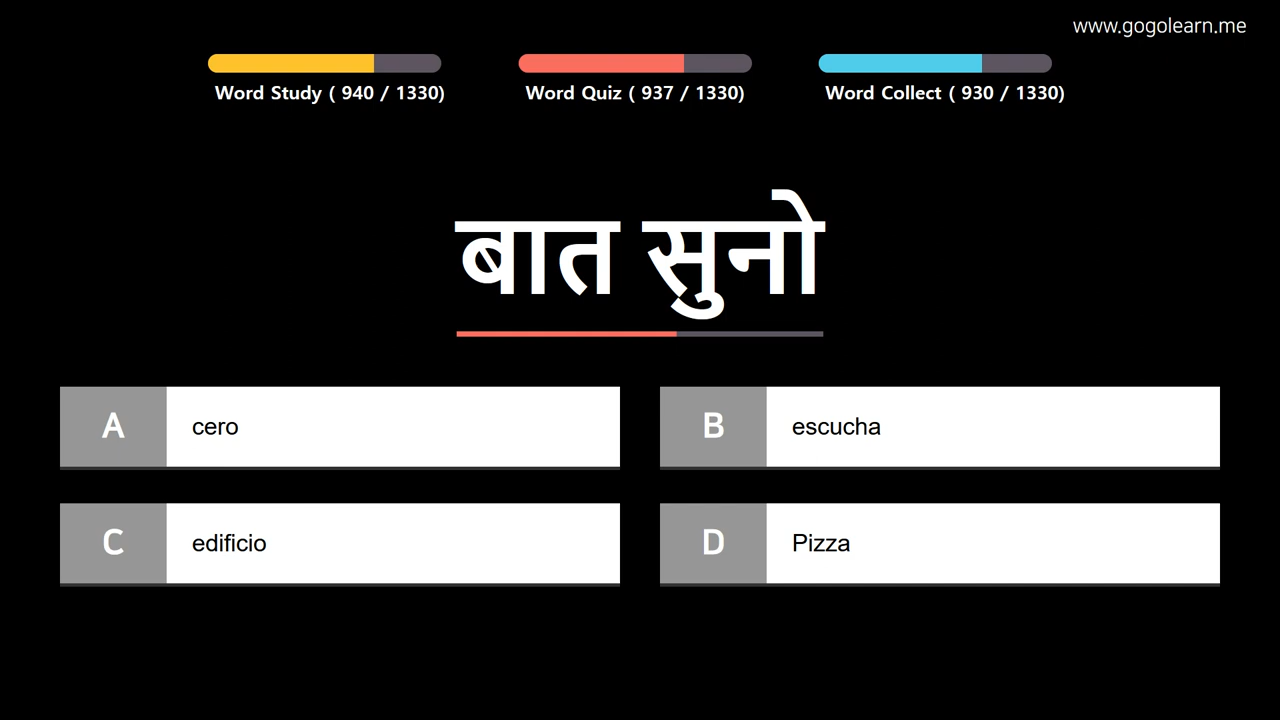 www.gogolearn.me
Word Study ( 940 / 1330)
Word Quiz ( 937 / 1330)
Word Collect ( 930 / 1330)
बात सुनो
A
cero
B
escucha
C
edificio
D
Pizza